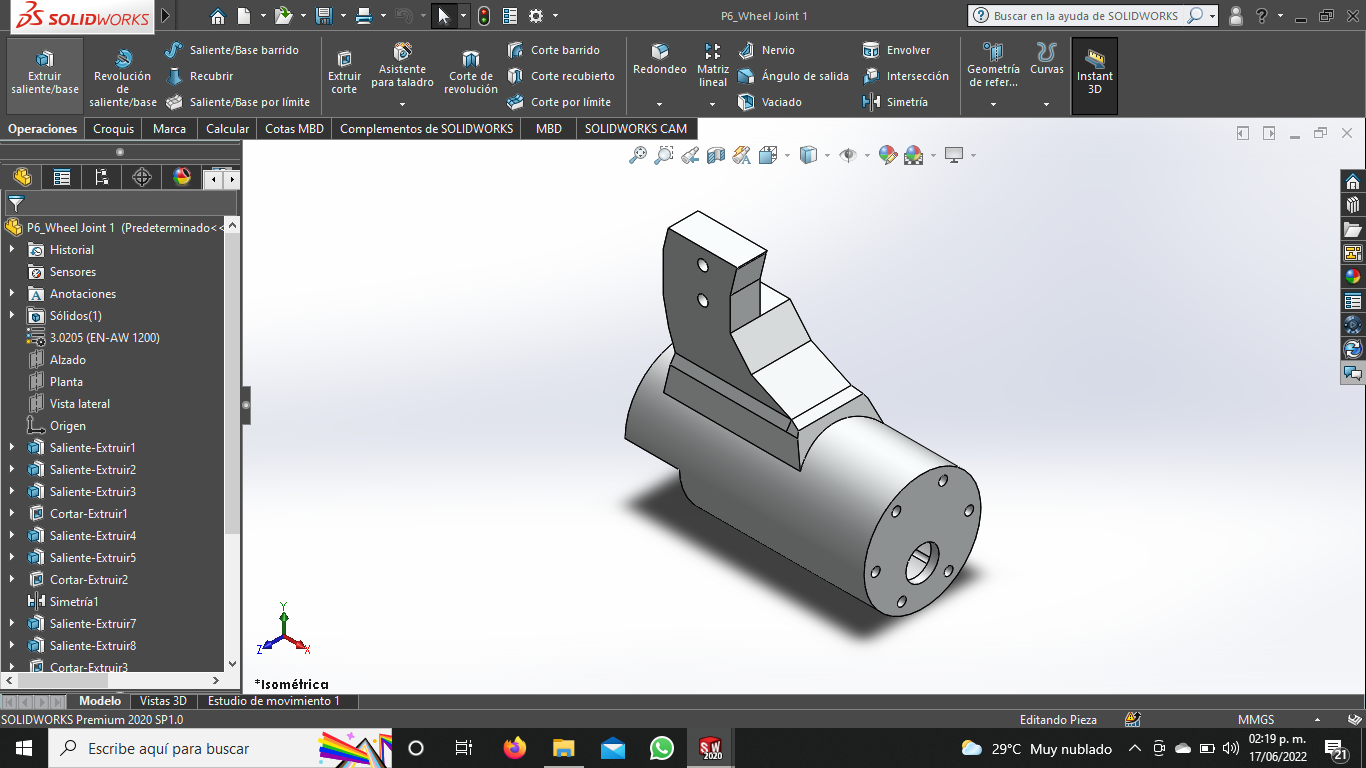 SOLIDWORKS
P6_Wheel Joint 1
Buscar en la ayuda de SOLIDWORKS
Extruir saliente/base
Revolución de saliente/base
Saliente/Base barrido
Recubrir
Saliente/Base por límite
Extruir corte
Asistente para taladro
Corte de revolución
Corte barrido
Corte recubierto
Corte por límite
Redondeo
Matriz lineal
Nervio
Ángulo de salida
Vaciado
Envolver
Intersección
Simetría
Geometría de refer...
Curvas
Instant 3D
Operaciones
Croquis
Marca
Calcular
Cotas MBD
Complementos de SOLIDWORKS
MBD
SOLIDWORKS CAM
P6_Wheel Joint 1 (Predeterminado<<
Historial
Sensores
Anotaciones
Sólidos(1)
3.0205 (EN-AW 1200)
Alzado
Planta
Vista lateral
Origen
Saliente-Extruir1
Saliente-Extruir2
Saliente-Extruir3
Cortar-Extruir1
Saliente-Extruir4
Saliente-Extruir5
Cortar-Extruir2
Simetría1
Saliente-Extruir7
Saliente-Extruir8
Cortar-Extruir3
Y
Z
X
*Isométrica
Modelo
Vistas 3D
Estudio de movimiento 1
SOLIDWORKS Premium 2020 SP1.0
Editando Pieza
MMGS
Escribe aquí para buscar
SW
2020
29°C Muy nublado
02:19 p. m.
17/06/2022
21